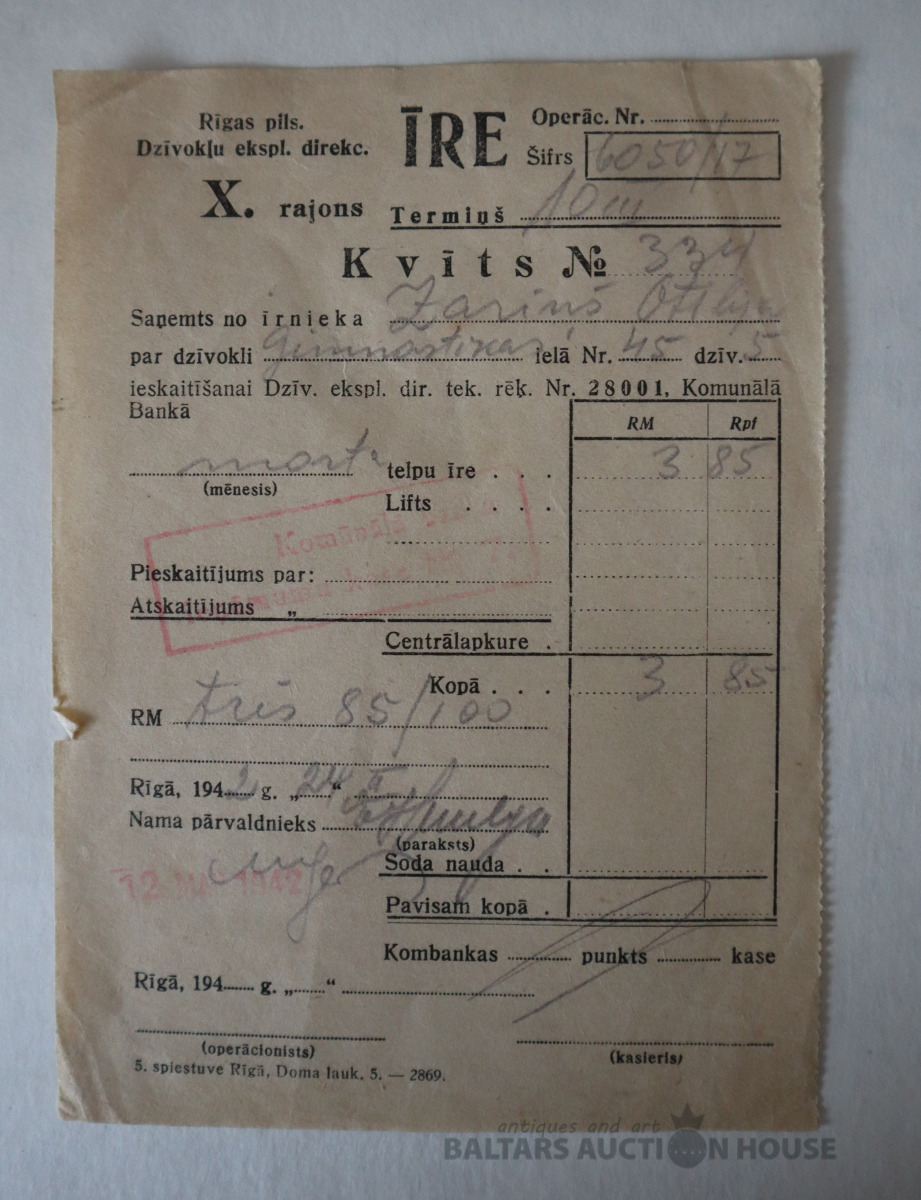 Rīgas pils.
Dzīvokļu ekspl. direkc.
ĪRE
Operāc. Nr.
Šifrs 6050/17
X. rajons
Termiņš 10 III
Kvīts № 334
Saņemts no īrnieka Zariņš
par dzīvokli Ģimnastikas ielā Nr. 45 dzīv. 5
ieskaitīšanai Dzīv. ekspl. dir. tek. rēķ. Nr. 28001, Komunālā
Bankā
RM Rpf
marts telpu īre . . . 3 85
(mēnesis)
Lifts . . . .
Komūnālā
Pieskaitījums par:
Atskaitījums „
Centrālapkure .
Kopā . . . 3 85
RM trīs 85/100
Rīgā, 1942 g. „24“ II
Nama pārvaldnieks
(paraksts)
Soda nauda . .
12 1942
Pavisam kopā .
Kombankas punkts kase
Rīgā, 194 g. „ “
(operācionists)
(kasieris)
5. spiestuve Rīgā, Doma lauk. 5. — 2869.
antiques and art
BALTARS AUCTION HOUSE